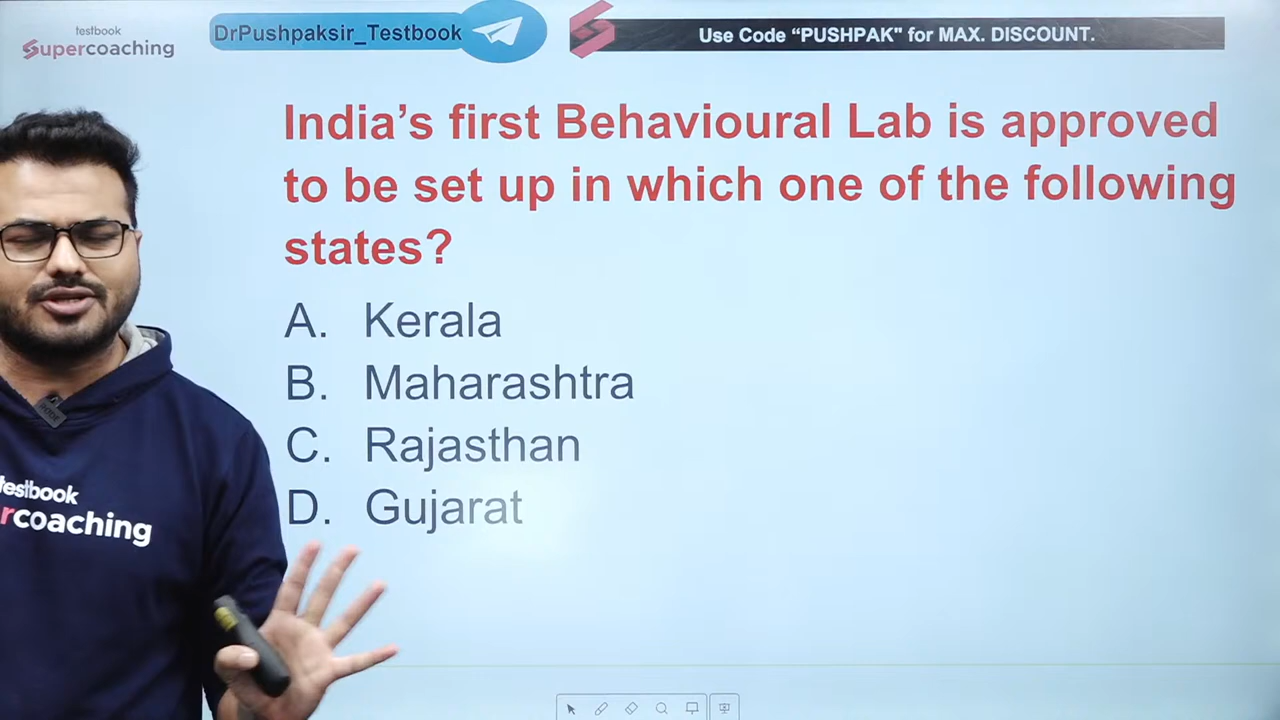 testbook
Supercoaching
DrPushpaksir_Testbook
Use Code “PUSHPAK" for MAX. DISCOUNT.
India’s first Behavioural Lab is approved
to be set up in which one of the following
states?
A. Kerala
B. Maharashtra
C. Rajasthan
D. Gujarat
testbook
rcoaching